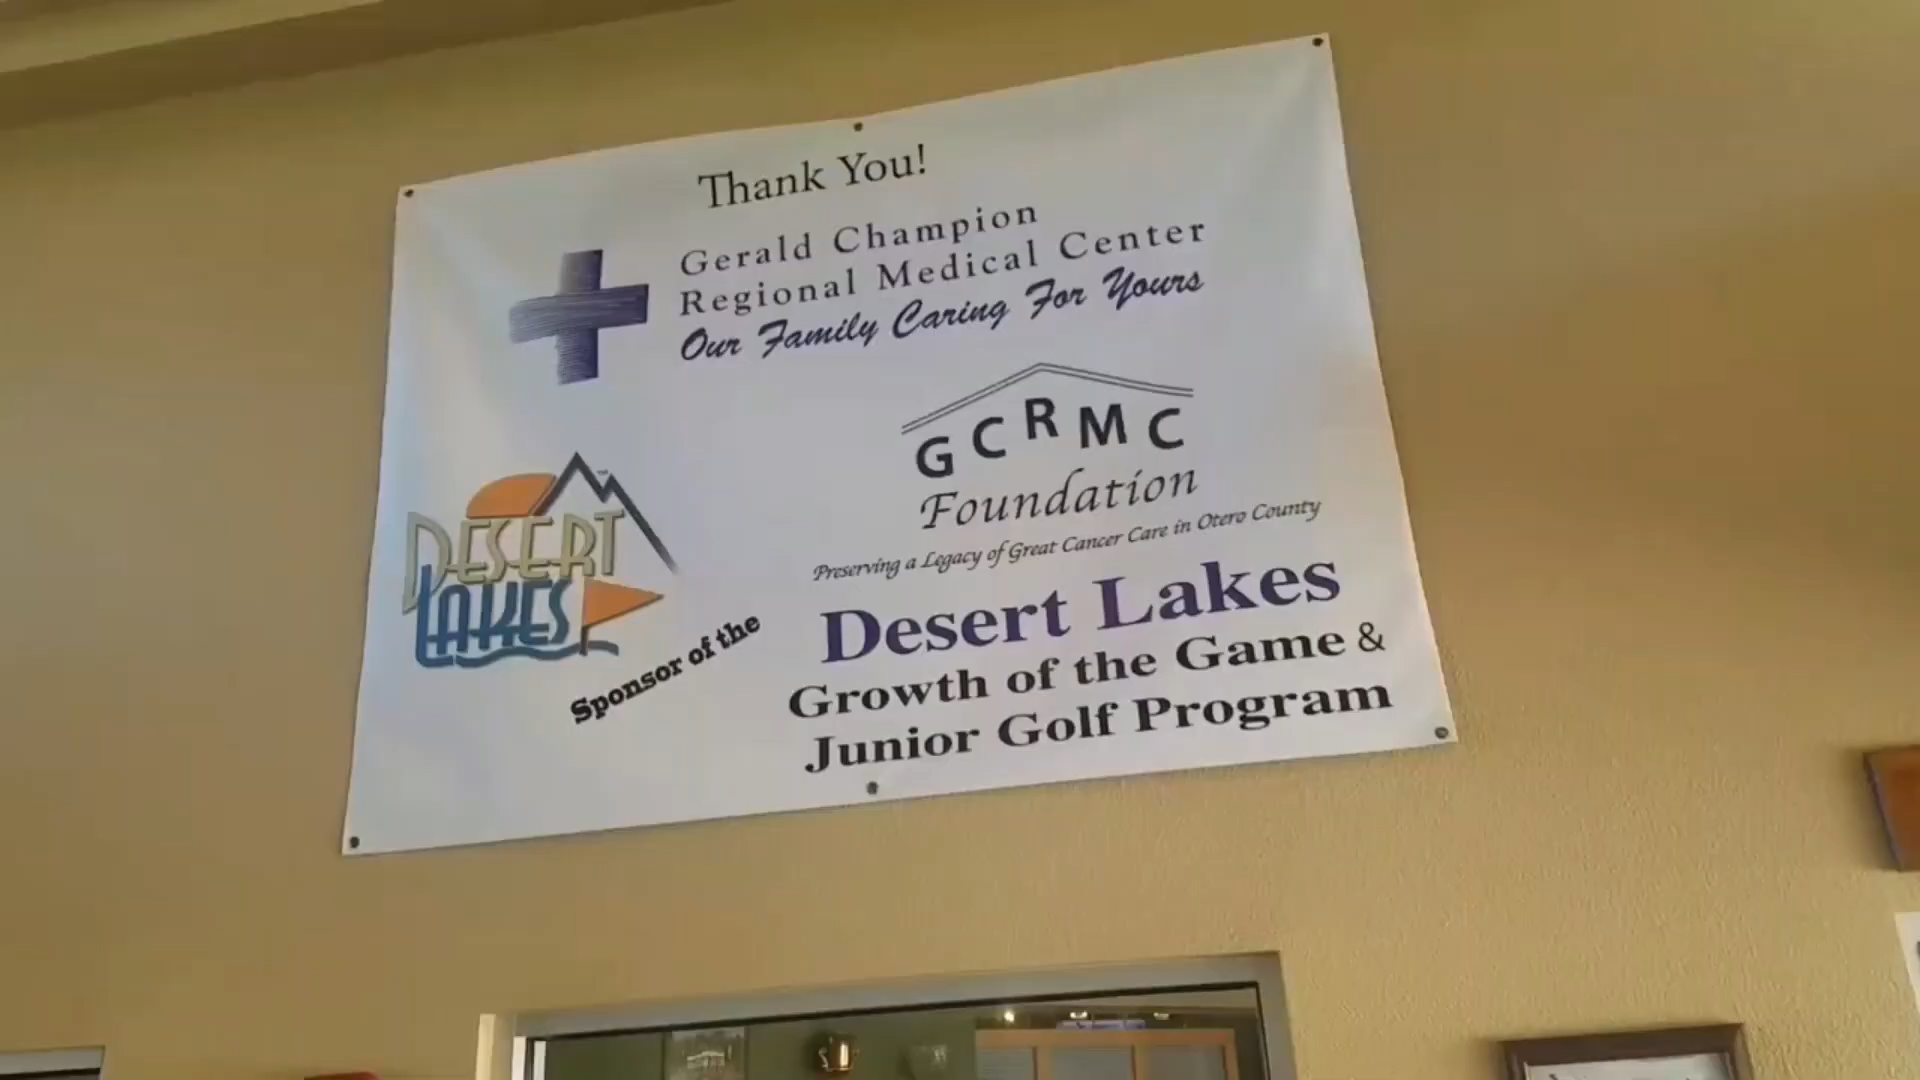 Thank You!
Gerald Champion
Regional Medical Center
Our Family Caring For Yours
GCRMC
Foundation
Preserving a Legacy of Great Cancer Care in Otero County
DESERT
LAKES
TM
Sponsor of the
Desert Lakes
Growth of the Game &
Junior Golf Program